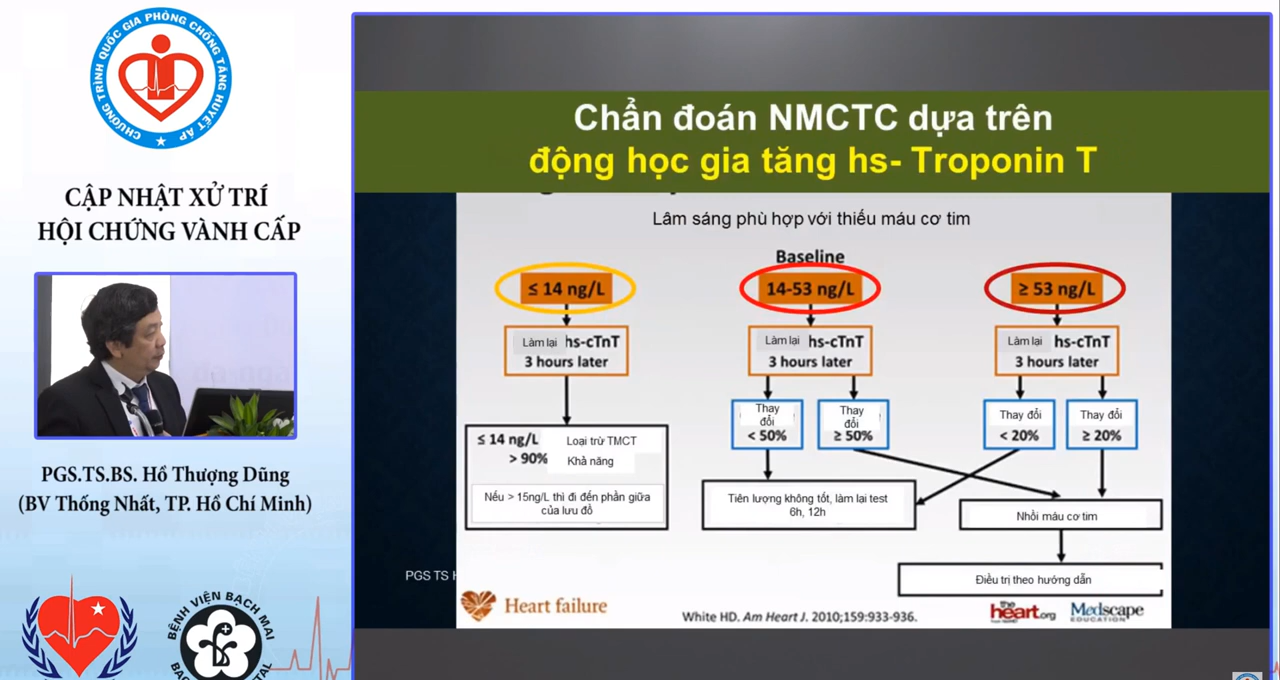 CHƯƠNG TRÌNH QUỐC GIA PHÒNG CHỐNG TĂNG HUYẾT ÁP
CẬP NHẬT XỬ TRÍ
HỘI CHỨNG VÀNH CẤP
PGS.TS.BS. Hồ Thượng Dũng
(BV Thống Nhất, TP. Hồ Chí Minh)
BỆNH VIỆN BẠCH MAI
Chẩn đoán NMCTC dựa trên
động học gia tăng hs- Troponin T
Lâm sáng phù hợp với thiếu máu cơ tim
Baseline
≤ 14 ng/L
14-53 ng/L
≥ 53 ng/L
Làm lại hs-cTnT
3 hours later
Làm lại hs-cTnT
3 hours later
Làm lại hs-cTnT
3 hours later
Thay
đổi
< 50%
Thay
đổi
≥ 50%
Thay đổi
< 20%
Thay đổi
≥ 20%
≤ 14 ng/L Loại trừ TMCT
> 90% Khả năng
Nếu > 15ng/L thì đi đến phần giữa
của lưu đồ
Tiên lượng không tốt, làm lại test
6h, 12h
Nhồi máu cơ tim
Điều trị theo hướng dẫn
PGS TS
Heart failure
White HD. Am Heart J. 2010;159:933-936.
the
heart.org
Medscape
EDUCATION